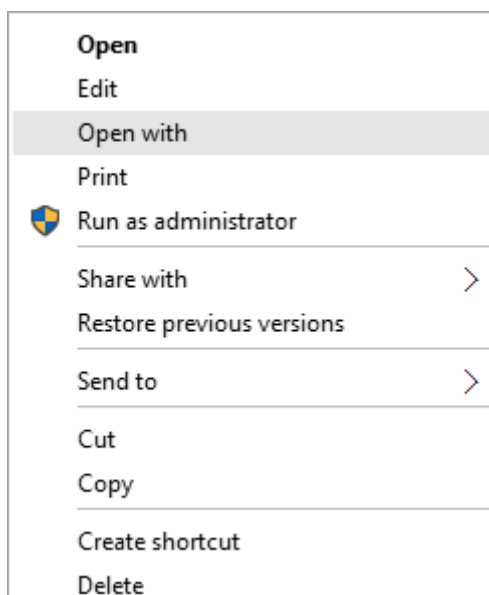 Open
Edit
Open with
Print
Run as administrator
Share with
Restore previous versions
Send to
Cut
Copy
Create shortcut
Delete